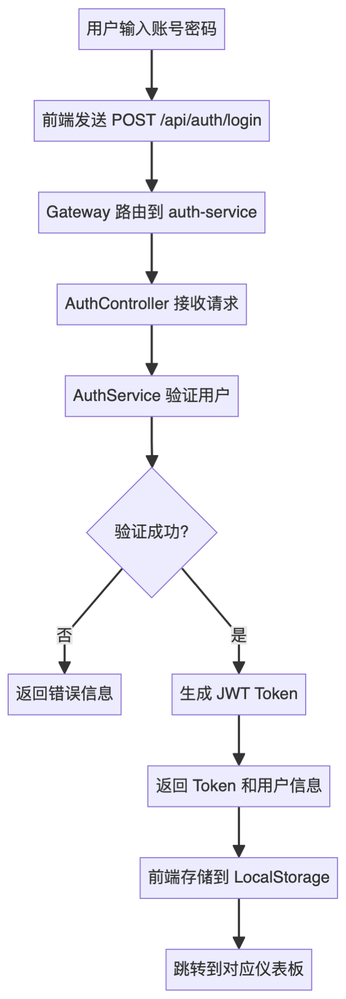 用户输入账号密码
前端发送 POST /api/auth/login
Gateway 路由到 auth-service
AuthController 接收请求
AuthService 验证用户
验证成功?
否
是
返回错误信息
生成 JWT Token
返回 Token 和用户信息
前端存储到 LocalStorage
跳转到对应仪表板